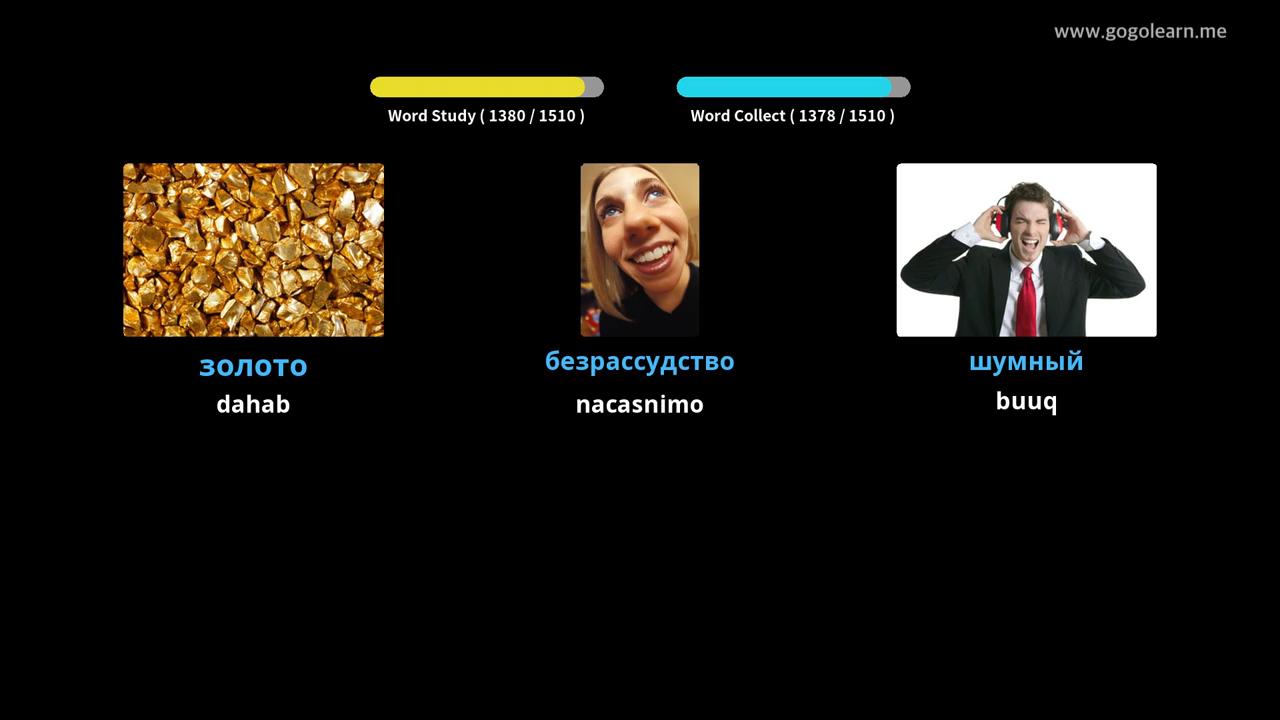 www.gogolearn.me
Word Study ( 1380 / 1510 )
Word Collect ( 1378 / 1510 )
золото
безрассудство
шумный
dahab
nacasnimo
buuq